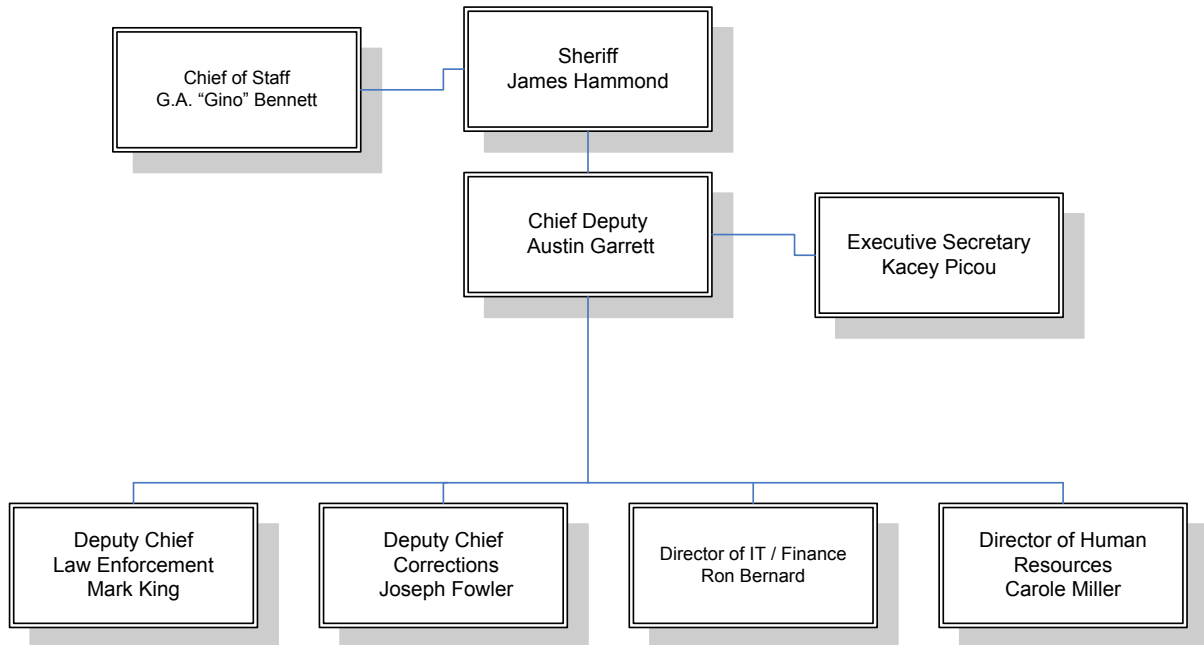 Chief of Staff
G.A. “Gino” Bennett
Sheriff
James Hammond
Chief Deputy
Austin Garrett
Executive Secretary
Kacey Picou
Deputy Chief
Law Enforcement
Mark King
Deputy Chief
Corrections
Joseph Fowler
Director of IT / Finance
Ron Bernard
Director of Human
Resources
Carole Miller